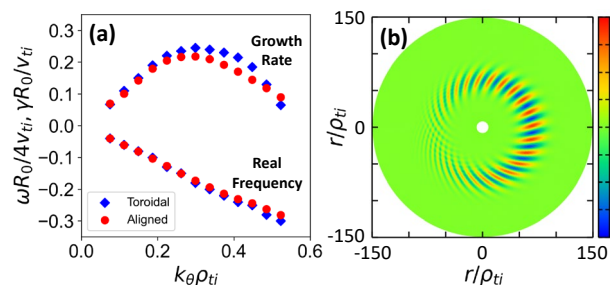 (a)
Growth
Rate
Real
Frequency
Toroidal
Aligned
0.3
0.2
0.1
0.0
−0.1
−0.2
−0.3
0.0 0.2 0.4 0.6
ωR₀/4vₜᵢ, γR₀/vₜᵢ
k_θρₜᵢ
(b)
150
0
-150
-150 0 150
r/ρₜᵢ
r/ρₜᵢ